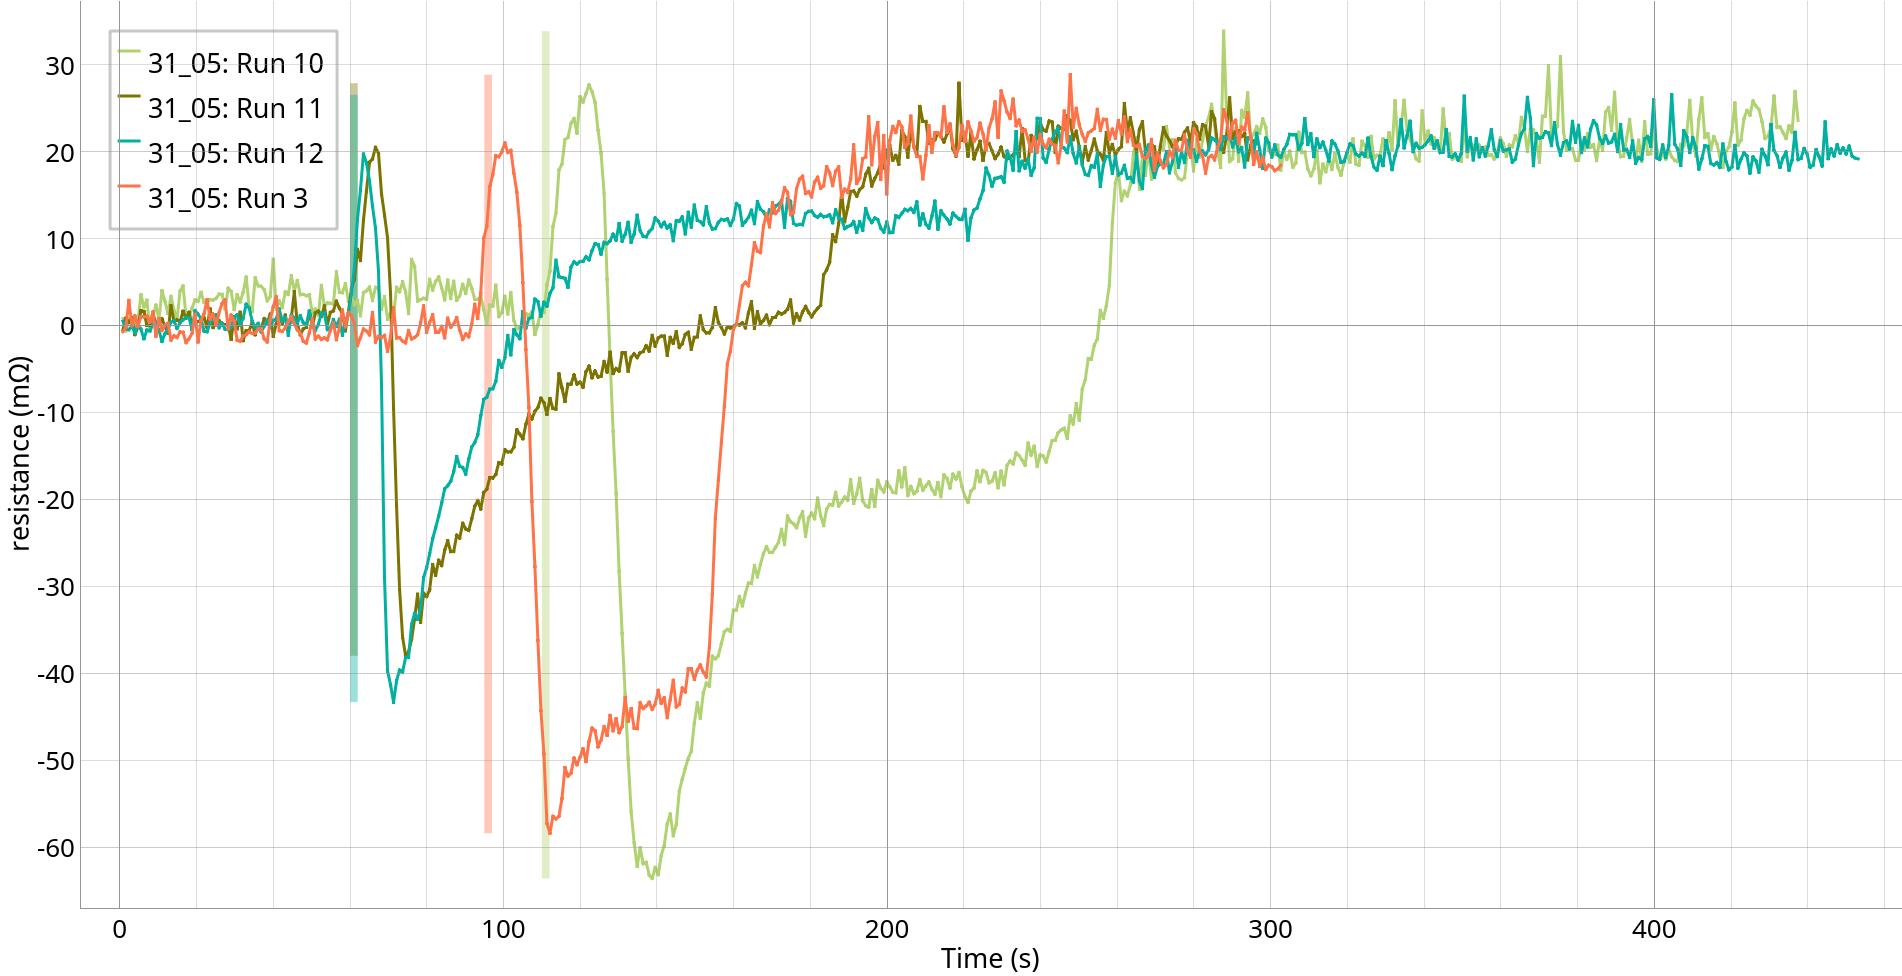 31_05: Run 10
31_05: Run 11
31_05: Run 12
31_05: Run 3
30
20
10
0
-10
-20
-30
-40
-50
-60
resistance (mΩ)
0 100 200 300 400
Time (s)